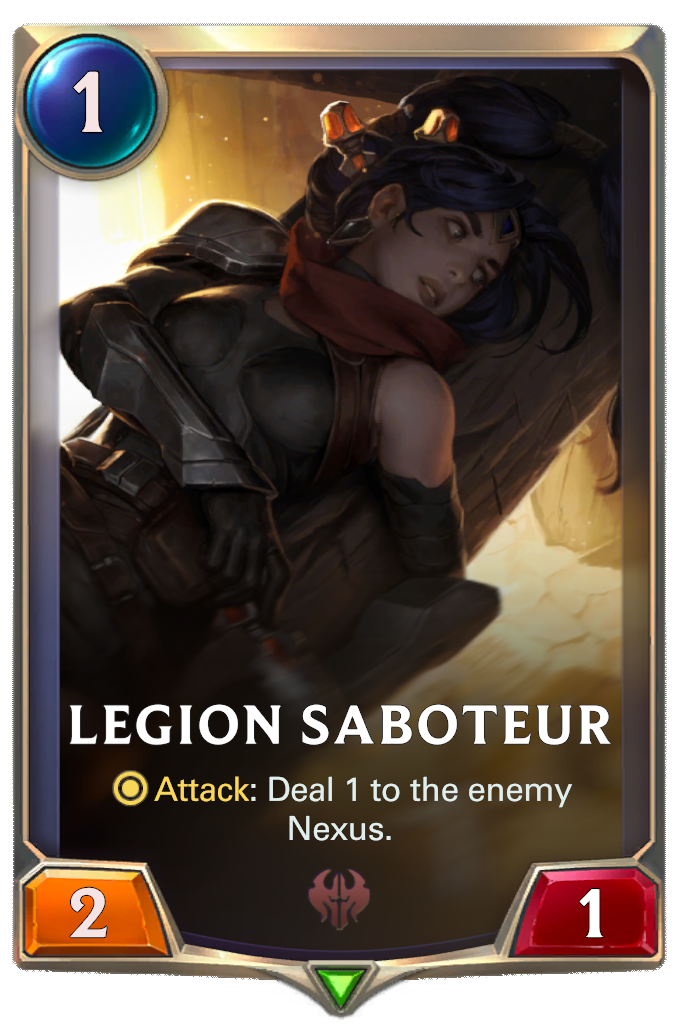 1
LEGION SABOTEUR
Attack: Deal 1 to the enemy
Nexus.
2
1